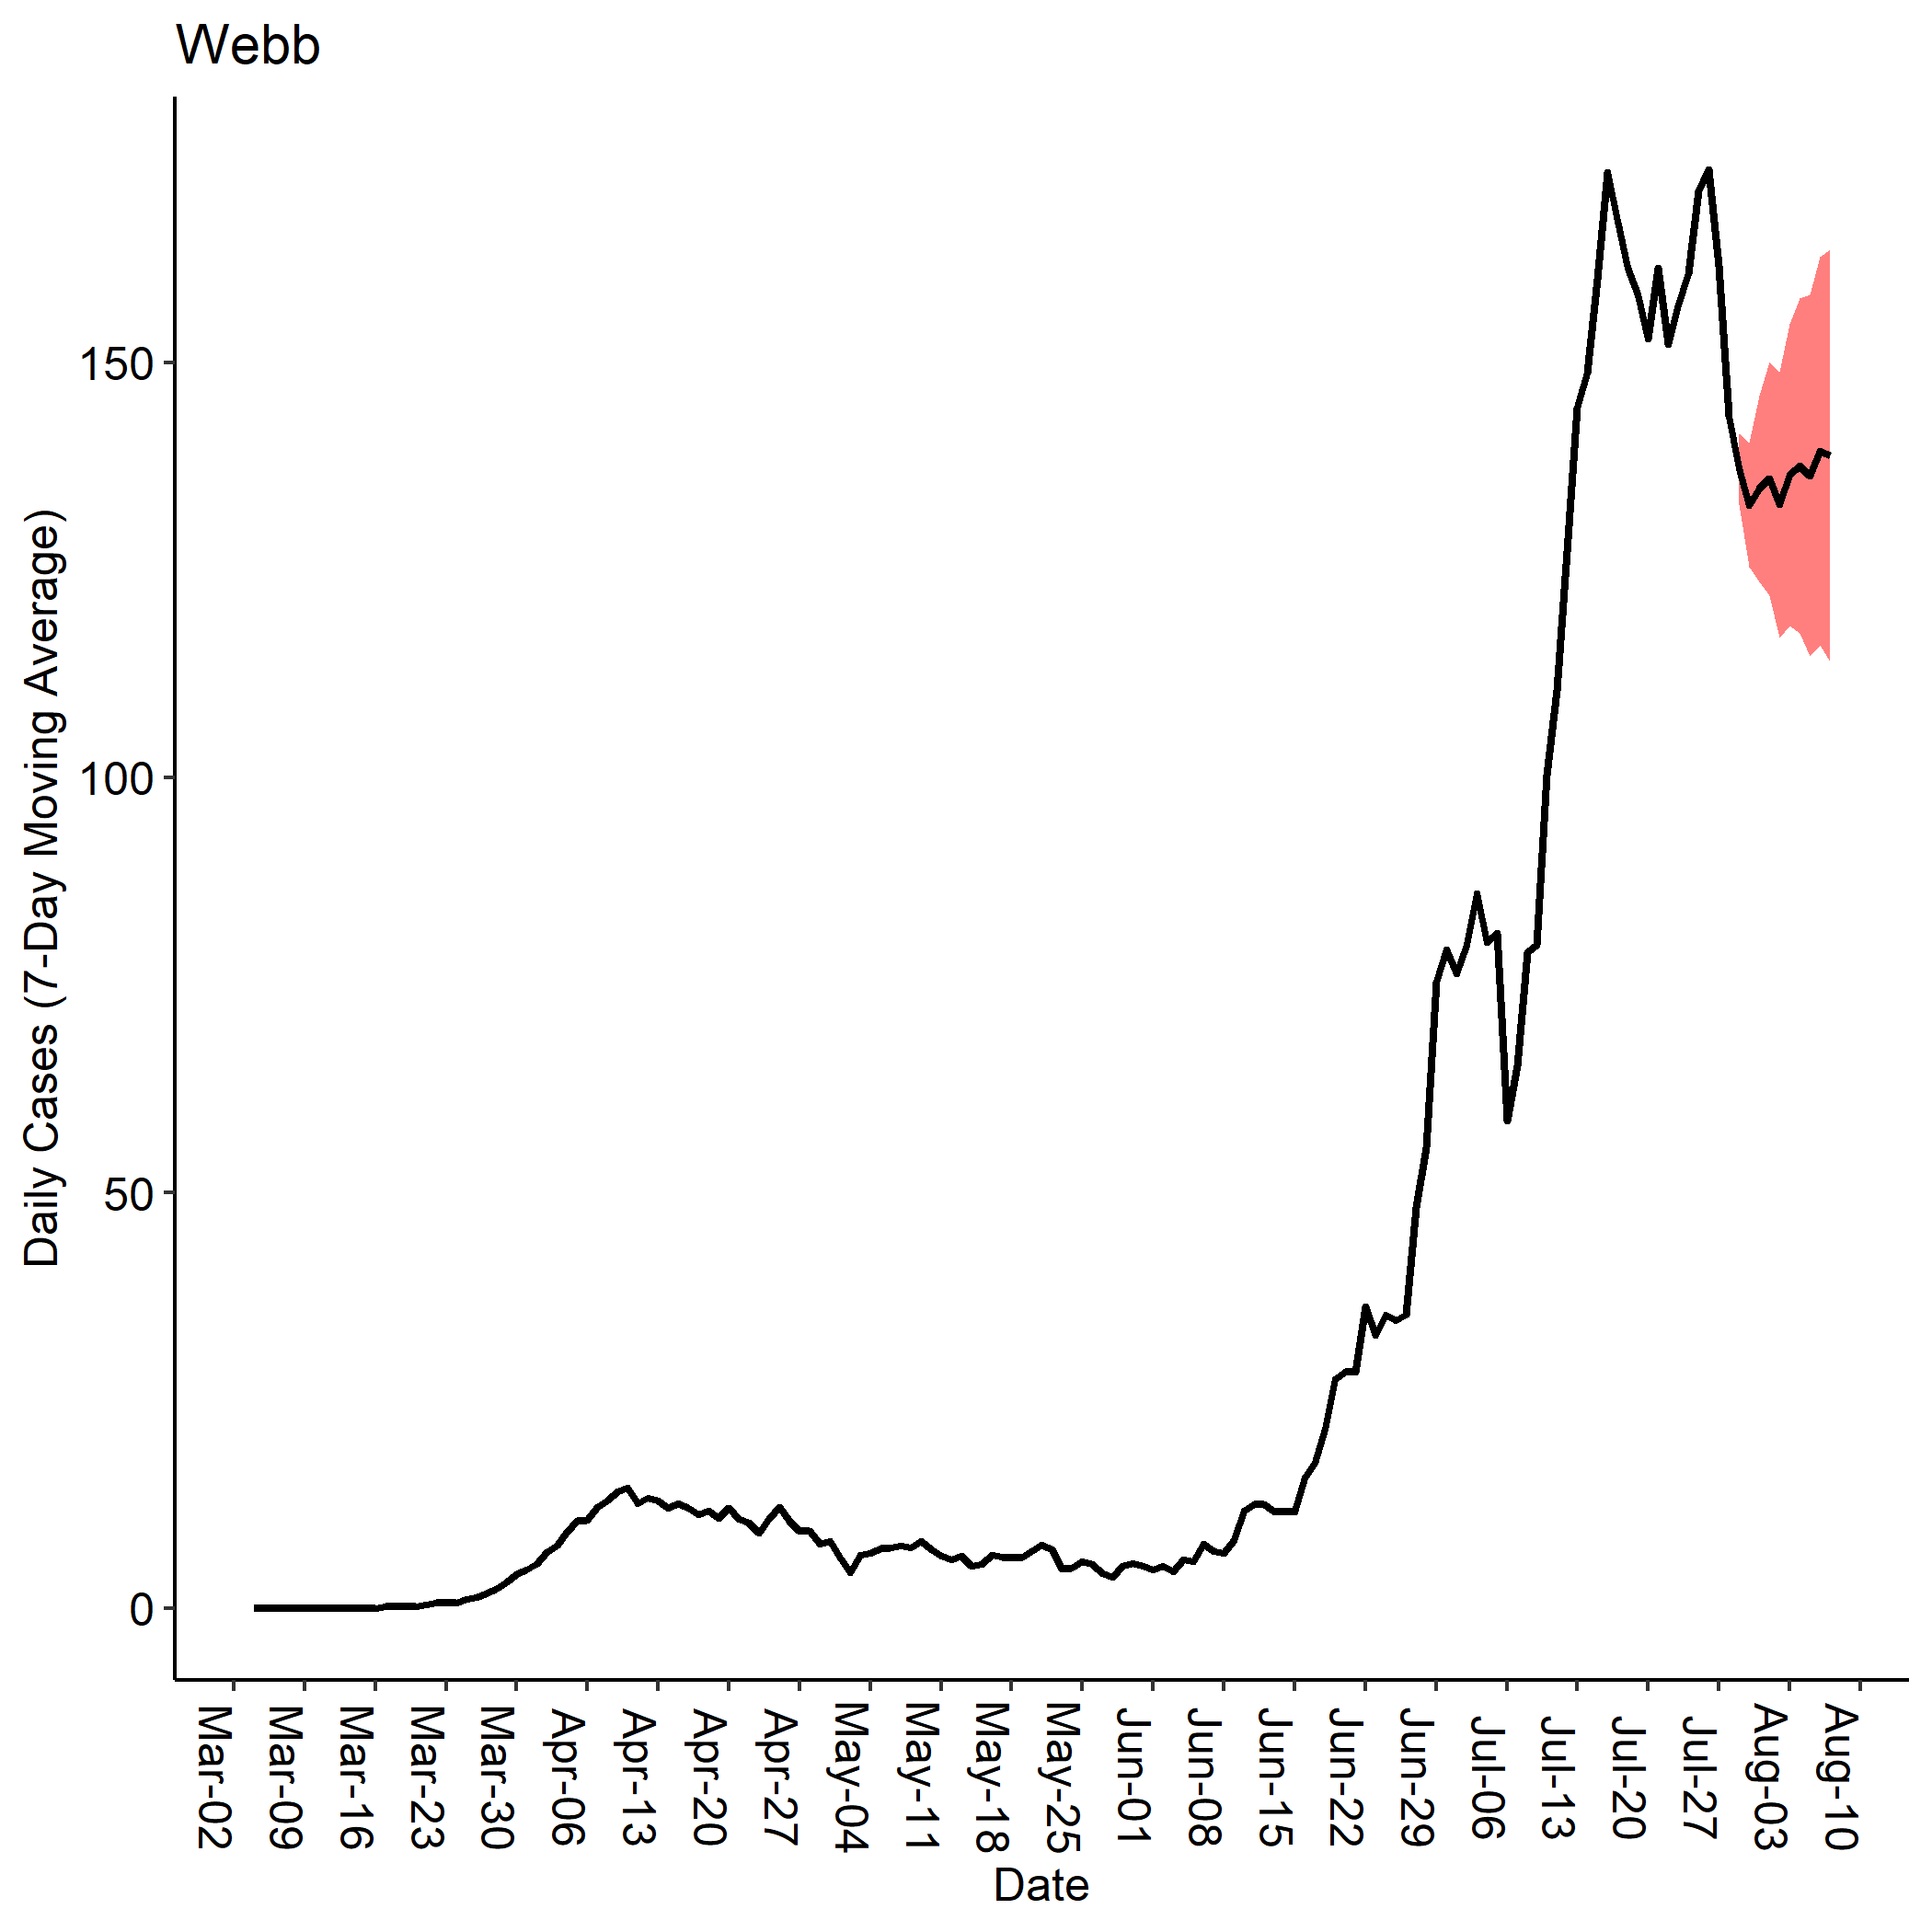 Webb
Daily Cases (7-Day Moving Average)
150
100
50
0
Mar-02
Mar-09
Mar-16
Mar-23
Mar-30
Apr-06
Apr-13
Apr-20
Apr-27
May-04
May-11
May-18
May-25
Jun-01
Jun-08
Jun-15
Jun-22
Jun-29
Jul-06
Jul-13
Jul-20
Jul-27
Aug-03
Aug-10
Date